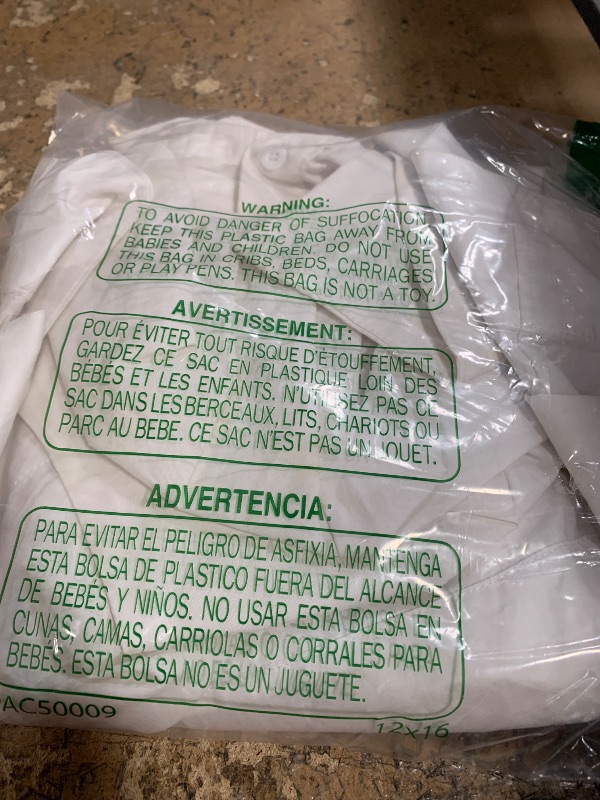 WARNING:
TO AVOID DANGER OF SUFFOCATION
KEEP THIS PLASTIC BAG AWAY FROM
BABIES AND CHILDREN. DO NOT USE
THIS BAG IN CRIBS, BEDS, CARRIAGES
OR PLAY PENS. THIS BAG IS NOT A TOY.
AVERTISSEMENT:
POUR ÉVITER TOUT RISQUE D'ÉTOUFFEMENT,
GARDEZ CE SAC EN PLASTIQUE LOIN DES
BEBÉS ET LES ENFANTS. N'UTILISEZ PAS CE
SAC DANS LES BERCEAUX, LITS, CHARIOTS OU
PARC AU BEBE. CE SAC N'EST PAS UN JOUET.
ADVERTENCIA:
PARA EVITAR EL PELIGRO DE ASFIXIA, MANTENGA
ESTA BOLSA DE PLASTICO FUERA DEL ALCANCE
DE BEBÉS Y NIÑOS. NO USAR ESTA BOLSA EN
CUNAS, CAMAS, CARRIOLAS O CORRALES PARA
BEBES. ESTA BOLSA NO ES UN JUGUETE.
PAC50009
12x16